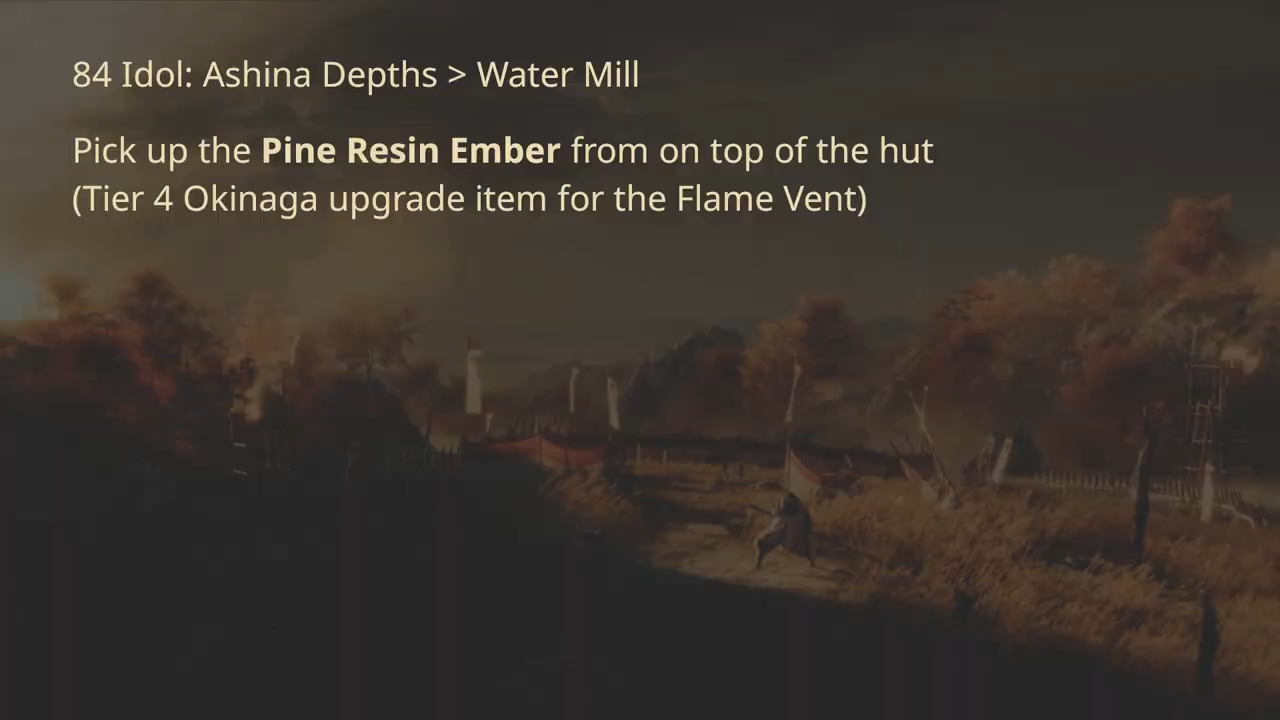 84 Idol: Ashina Depths > Water Mill
Pick up the Pine Resin Ember from on top of the hut
(Tier 4 Okinaga upgrade item for the Flame Vent)